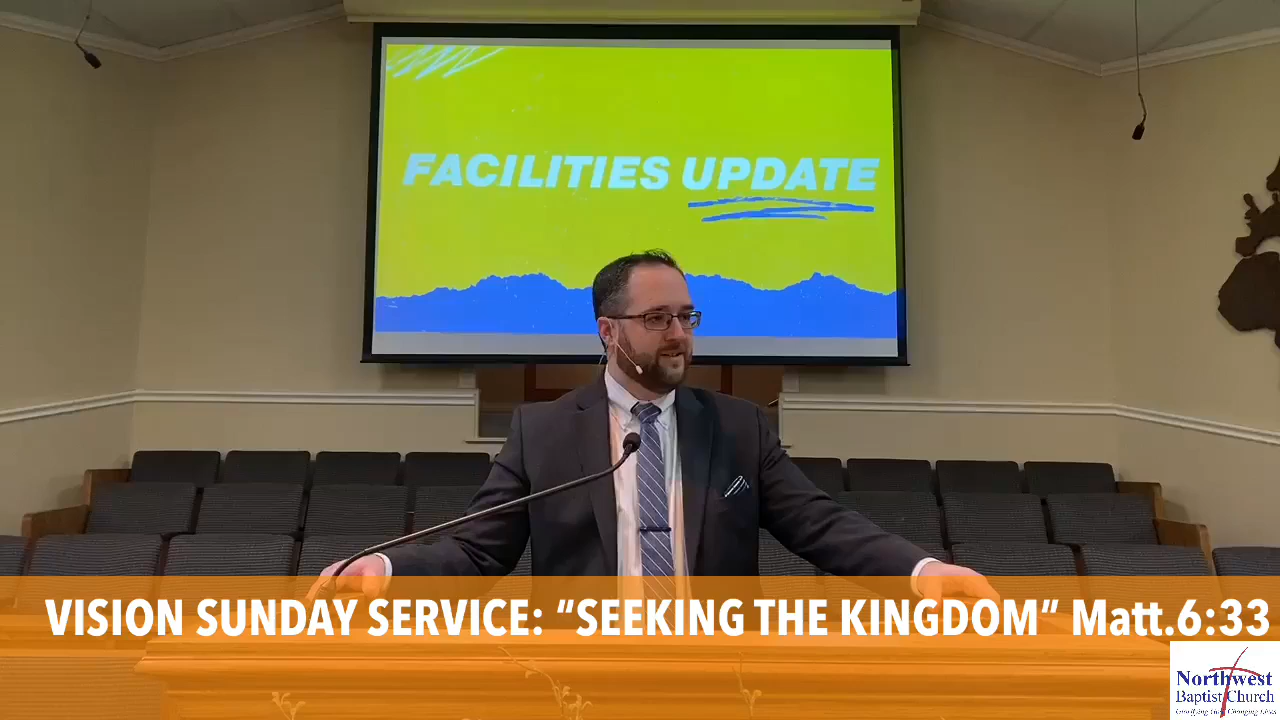 FACILITIES UPDATE
VISION SUNDAY SERVICE: “SEEKING THE KINGDOM” Matt.6:33
Northwest
Baptist Church